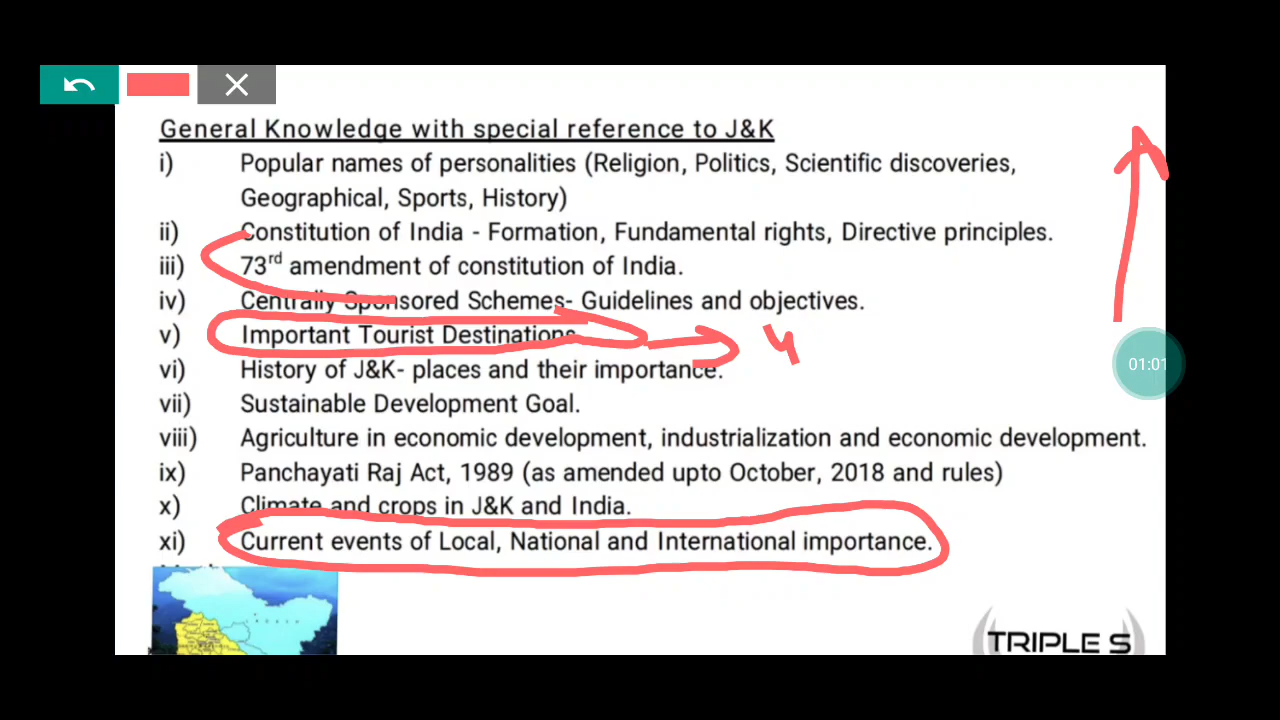 General Knowledge with special reference to J&K
i) Popular names of personalities (Religion, Politics, Scientific discoveries,
Geographical, Sports, History)
ii) Constitution of India - Formation, Fundamental rights, Directive principles.
iii) 73rd amendment of constitution of India.
iv) Centrally Sponsored Schemes- Guidelines and objectives.
v) Important Tourist Destinations
vi) History of J&K- places and their importance.
vii) Sustainable Development Goal.
viii) Agriculture in economic development, industrialization and economic development.
ix) Panchayati Raj Act, 1989 (as amended upto October, 2018 and rules)
x) Climate and crops in J&K and India.
xi) Current events of Local, National and International importance.
01:01
TRIPLE S